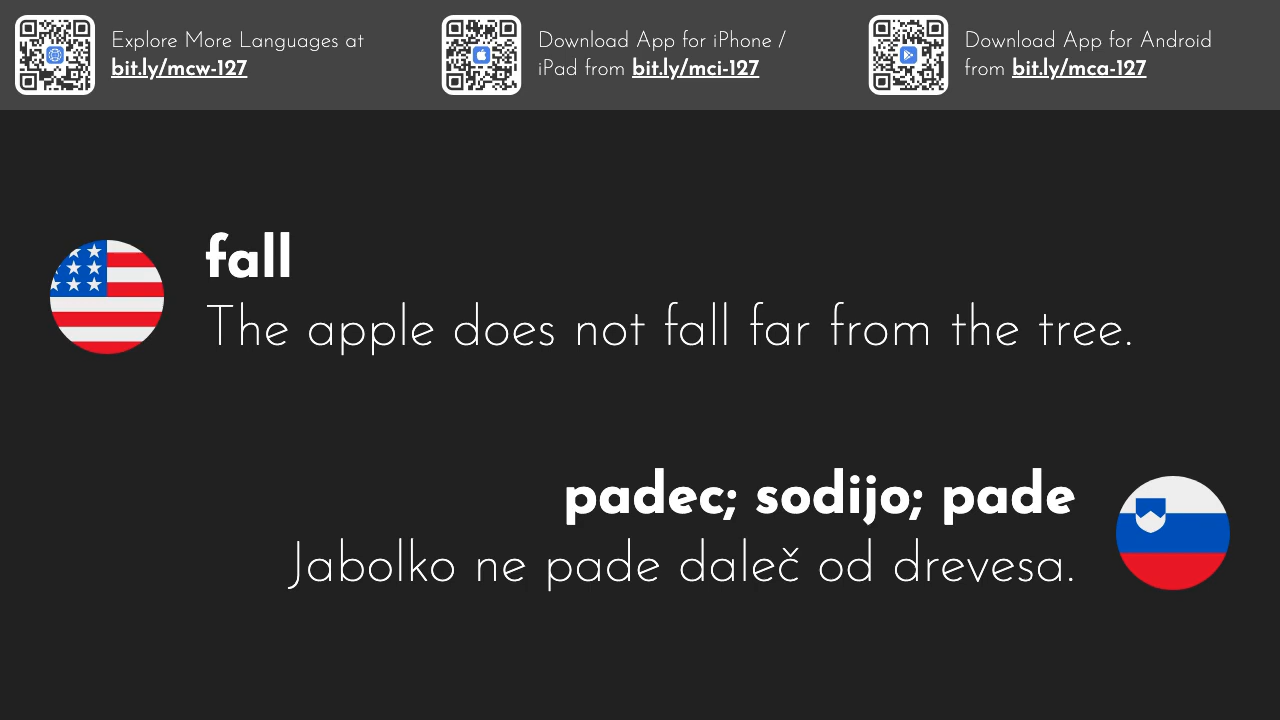 Explore More Languages at
bit.ly/mcw-127
Download App for iPhone /
iPad from bit.ly/mci-127
Download App for Android
from bit.ly/mca-127
fall
The apple does not fall far from the tree.
padec; sodijo; pade
Jabolko ne pade daleč od drevesa.